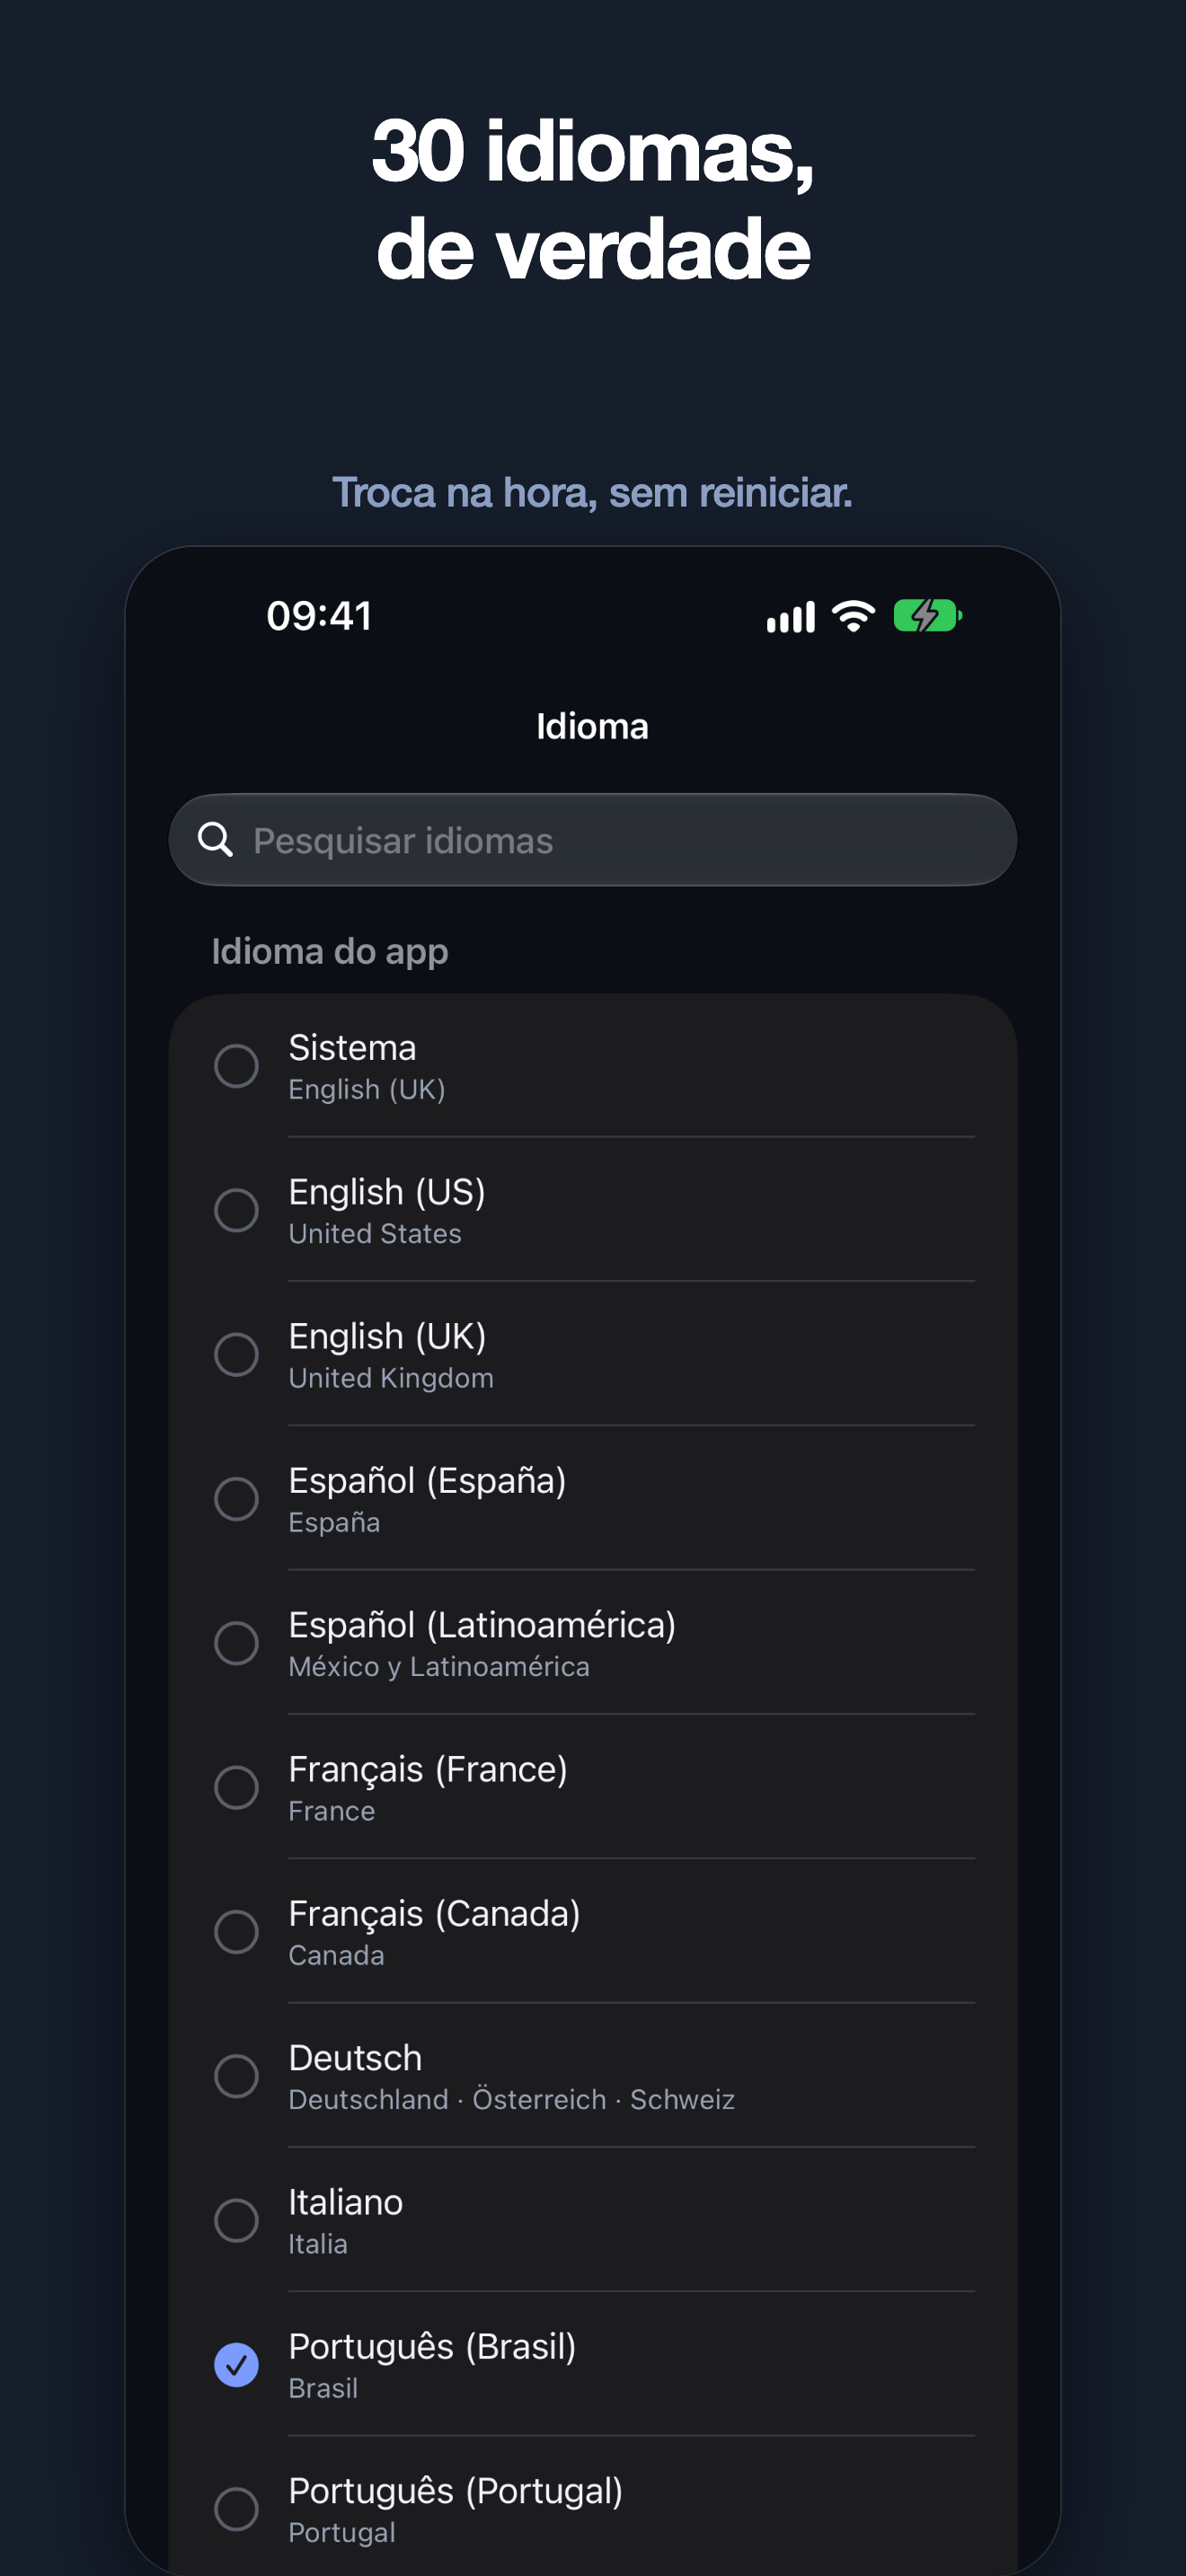 30 idiomas,
de verdade
Troca na hora, sem reiniciar.
09:41
Idioma
Pesquisar idiomas
Idioma do app
Sistema
English (UK)
English (US)
United States
English (UK)
United Kingdom
Español (España)
España
Español (Latinoamérica)
México y Latinoamérica
Français (France)
France
Français (Canada)
Canada
Deutsch
Deutschland · Österreich · Schweiz
Italiano
Italia
Português (Brasil)
Brasil
Português (Portugal)
Portugal